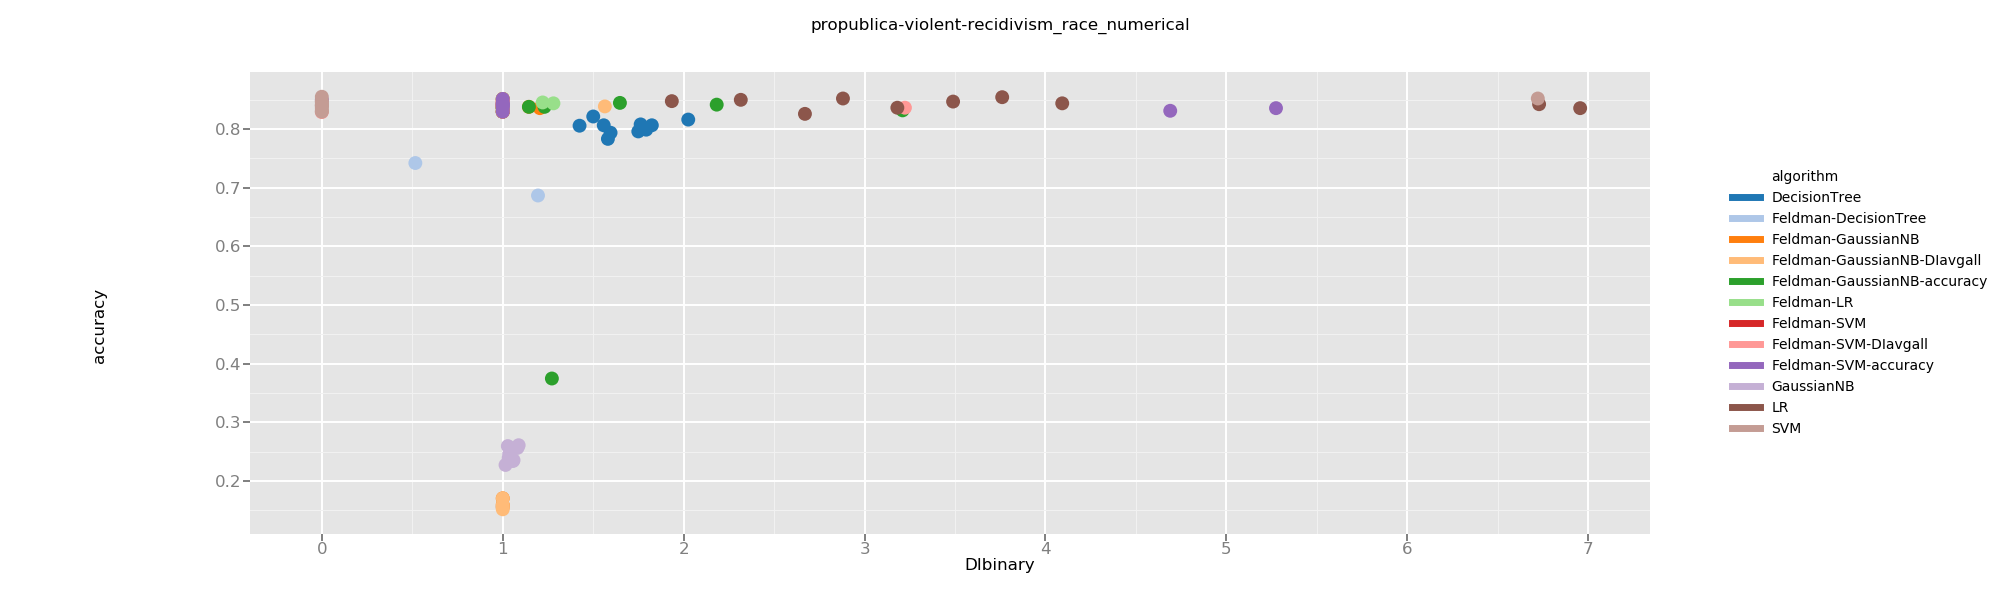 propublica-violent-recidivism_race_numerical
accuracy
0.8
0.7
0.6
0.5
0.4
0.3
0.2
0 1 2 3 4 5 6 7
DIbinary
algorithm
DecisionTree
Feldman-DecisionTree
Feldman-GaussianNB
Feldman-GaussianNB-DIavgall
Feldman-GaussianNB-accuracy
Feldman-LR
Feldman-SVM
Feldman-SVM-DIavgall
Feldman-SVM-accuracy
GaussianNB
LR
SVM